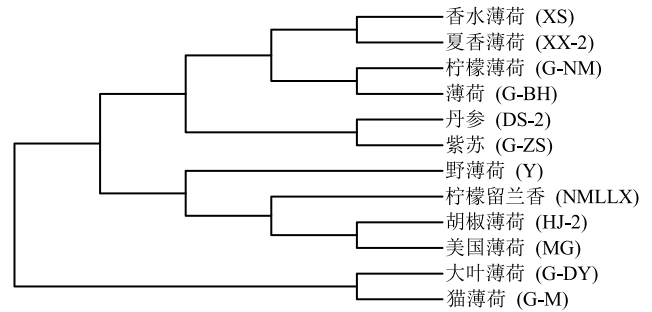 香水薄荷 (XS)
夏香薄荷 (XX-2)
柠檬薄荷 (G-NM)
薄荷 (G-BH)
丹参 (DS-2)
紫苏 (G-ZS)
野薄荷 (Y)
柠檬留兰香 (NMLLX)
胡椒薄荷 (HJ-2)
美国薄荷 (MG)
大叶薄荷 (G-DY)
猫薄荷 (G-M)